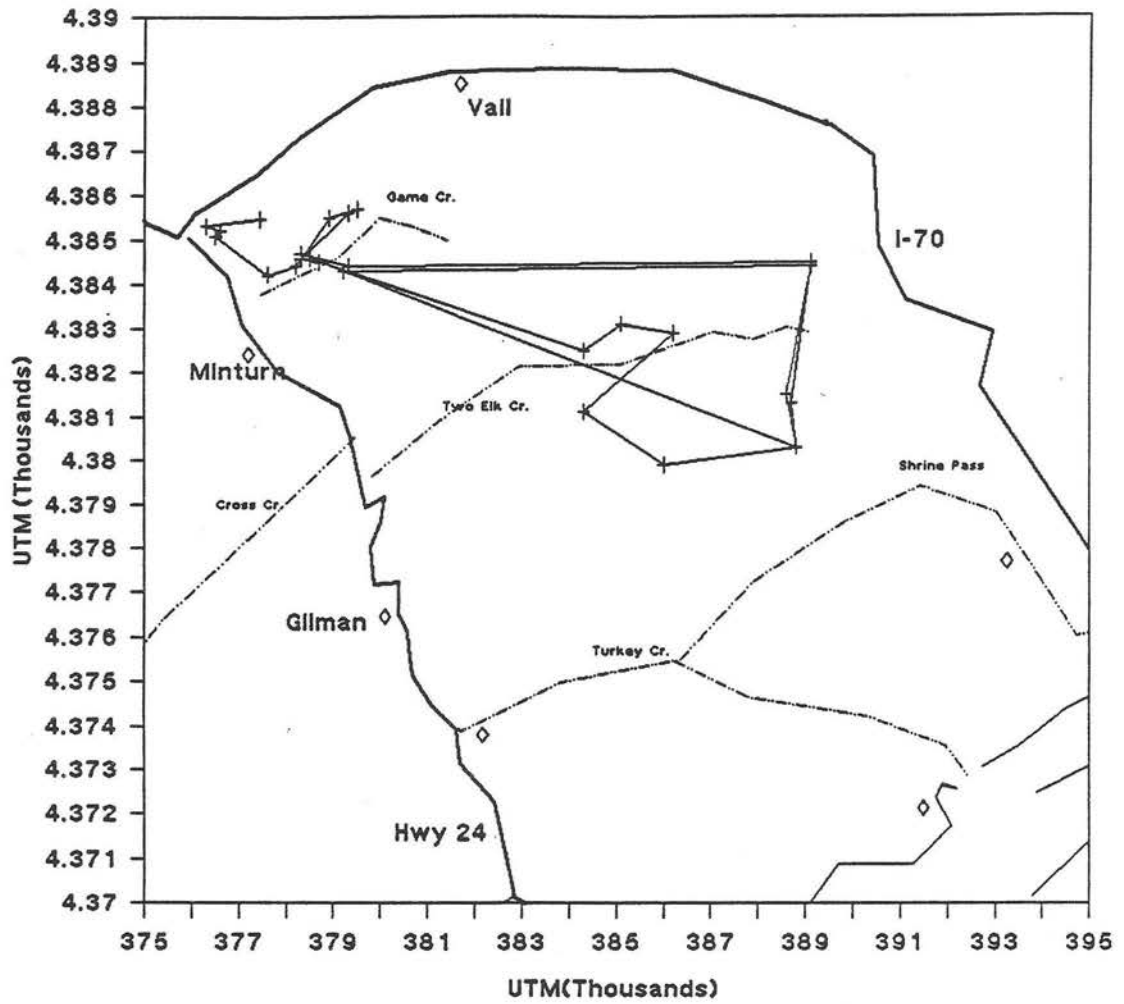 4.39
4.389
4.388
4.387
4.386
4.385
4.384
4.383
4.382
4.381
4.38
4.379
4.378
4.377
4.376
4.375
4.374
4.373
4.372
4.371
4.37
UTM (Thousands)
Vail
Game Cr.
I-70
Minturn
Two Elk Cr.
Shrine Pass
Cross Cr.
Gilman
Turkey Cr.
Hwy 24
375 377 379 381 383 385 387 389 391 393 395
UTM(Thousands)